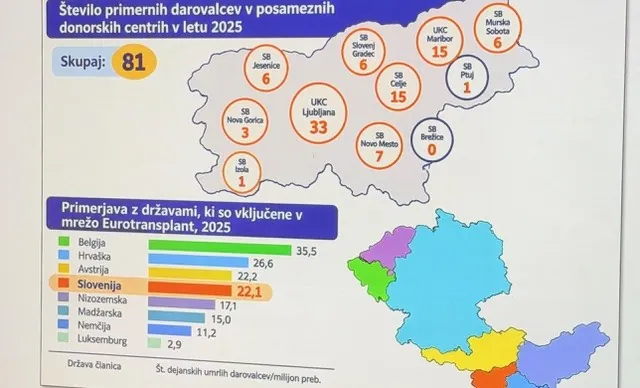 Število primernih darovalcev v posameznih
donorskih centrih v letu 2025
Skupaj: 81
SB
Jesenice
6
SB
Slovenj
Gradec
6
UKC
Maribor
15
SB
Murska
Sobota
6
SB
Ptuj
1
SB
Celje
15
UKC
Ljubljana
33
SB
Nova Gorica
3
SB
Novo Mesto
7
SB
Brežice
0
SB
Izola
1
Primerjava z državami, ki so vključene v
mrežo Eurotransplant, 2025
Belgija 35,5
Hrvaška 26,6
Avstrija 22,2
Slovenija 22,1
Nizozemska 17,1
Madžarska 15,0
Nemčija 11,2
Luksemburg 2,9
Država članica Št. dejanskih umrlih darovalcev/milijon preb.